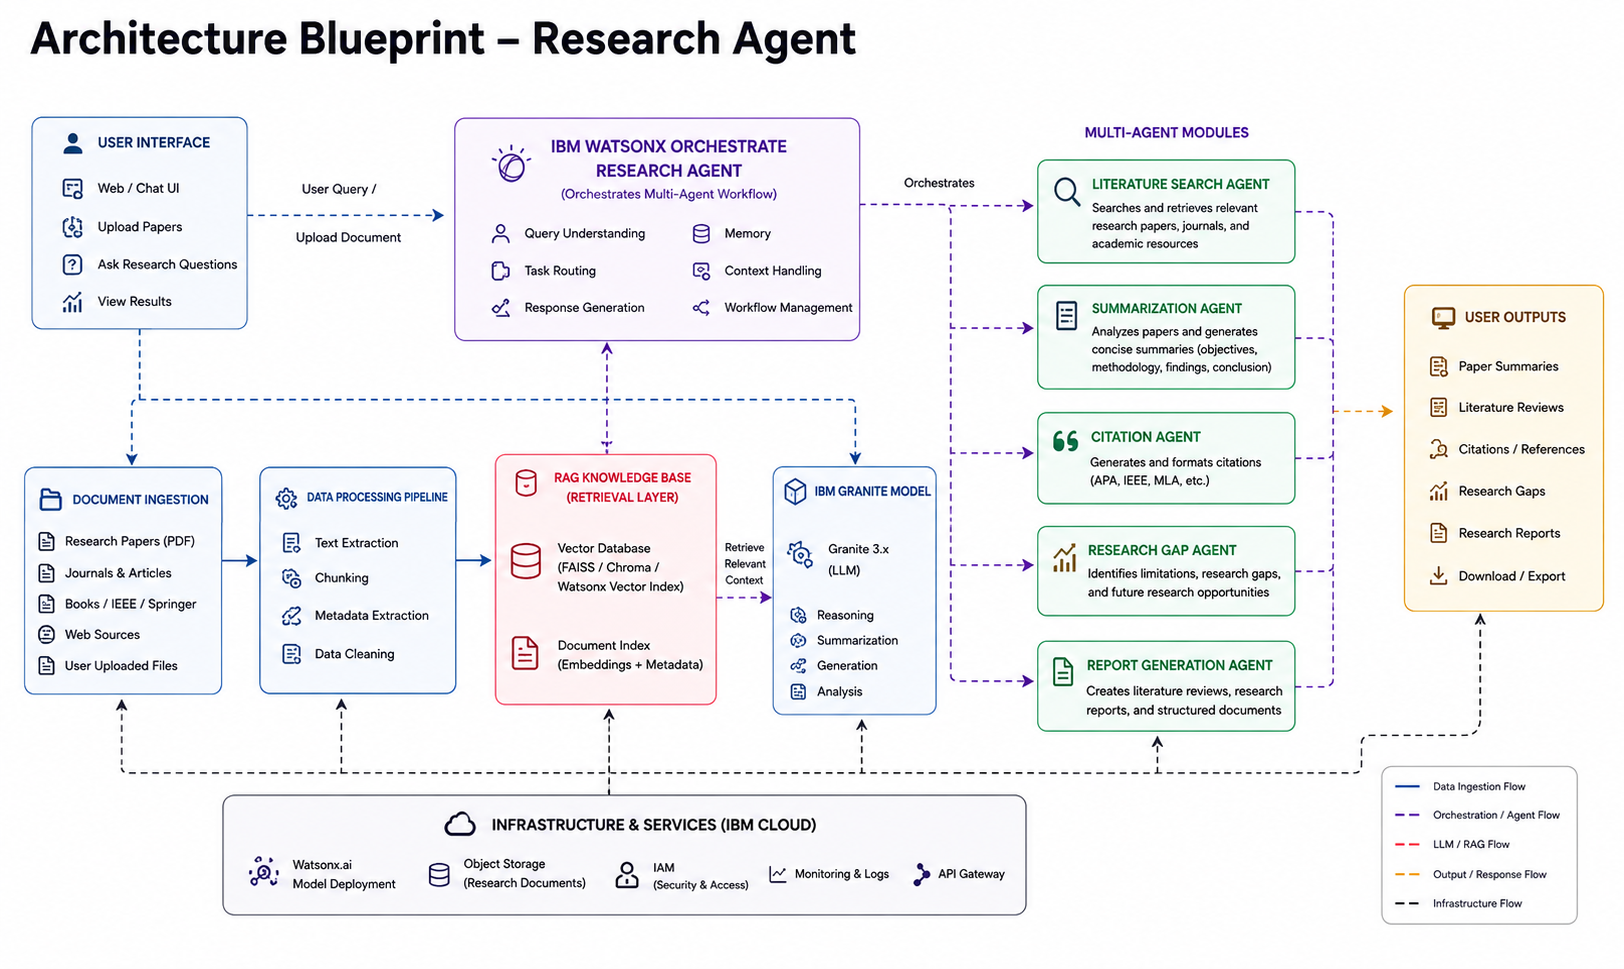 Architecture Blueprint – Research Agent
USER INTERFACE
Web / Chat UI
Upload Papers
Ask Research Questions
View Results
User Query /
Upload Document
IBM WATSONX ORCHESTRATE
RESEARCH AGENT
(Orchestrates Multi-Agent Workflow)
Query Understanding
Memory
Task Routing
Context Handling
Response Generation
Workflow Management
Orchestrates
MULTI-AGENT MODULES
LITERATURE SEARCH AGENT
Searches and retrieves relevant
research papers, journals, and
academic resources
SUMMARIZATION AGENT
Analyzes papers and generates
concise summaries (objectives,
methodology, findings, conclusion)
CITATION AGENT
Generates and formats citations
(APA, IEEE, MLA, etc.)
RESEARCH GAP AGENT
Identifies limitations, research gaps,
and future research opportunities
REPORT GENERATION AGENT
Creates literature reviews, research
reports, and structured documents
USER OUTPUTS
Paper Summaries
Literature Reviews
Citations / References
Research Gaps
Research Reports
Download / Export
DOCUMENT INGESTION
Research Papers (PDF)
Journals & Articles
Books / IEEE / Springer
Web Sources
User Uploaded Files
DATA PROCESSING PIPELINE
Text Extraction
Chunking
Metadata Extraction
Data Cleaning
RAG KNOWLEDGE BASE
(RETRIEVAL LAYER)
Vector Database
(FAISS / Chroma /
Watsonx Vector Index)
Document Index
(Embeddings + Metadata)
Retrieve
Relevant
Context
IBM GRANITE MODEL
Granite 3.x
(LLM)
Reasoning
Summarization
Generation
Analysis
INFRASTRUCTURE & SERVICES (IBM CLOUD)
Watsonx.ai
Model Deployment
Object Storage
(Research Documents)
IAM
(Security & Access)
Monitoring & Logs
API Gateway
Data Ingestion Flow
Orchestration / Agent Flow
LLM / RAG Flow
Output / Response Flow
Infrastructure Flow